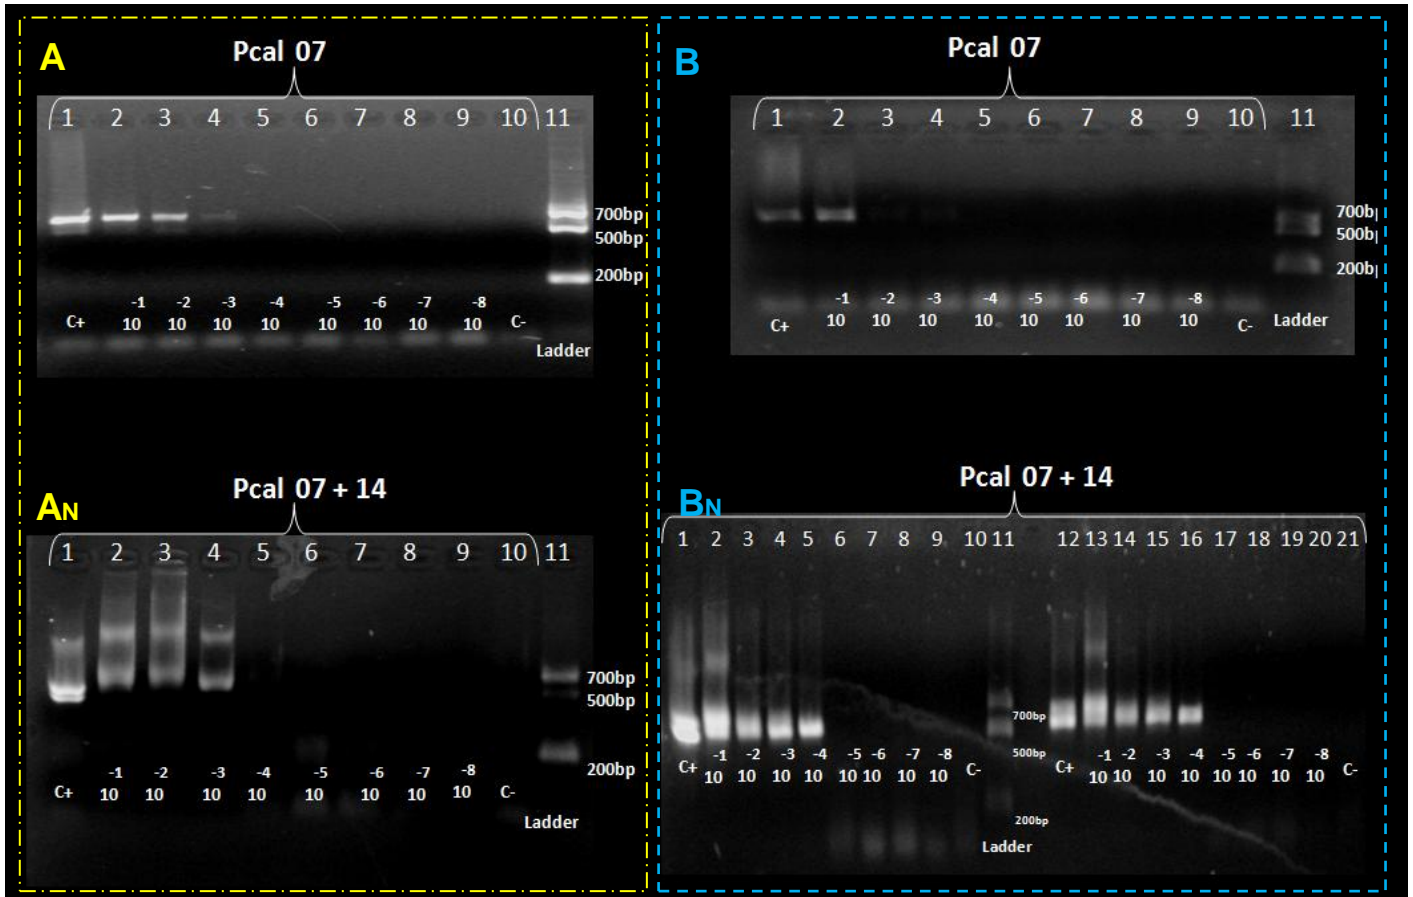 A
Pcal 07
1 2 3 4 5 6 7 8 9 10 11
700bp
500bp
200bp
-1 -2 -3 -4 -5 -6 -7 -8
C+ 10 10 10 10 10 10 10 10 C-
Ladder
B
Pcal 07
1 2 3 4 5 6 7 8 9 10 11
700b
500b
200b
-1 -2 -3 -4 -5 -6 -7 -8
C+ 10 10 10 10 10 10 10 10 C- Ladder
AN
Pcal 07 + 14
1 2 3 4 5 6 7 8 9 10 11
700bp
500bp
200bp
-1 -2 -3 -4 -5 -6 -7 -8
C+ 10 10 10 10 10 10 10 10 C-
Ladder
BN
Pcal 07 + 14
1 2 3 4 5 6 7 8 9 10 11 12 13 14 15 16 17 18 19 20 21
700bp
500bp
-1 -2 -3 -4 -5 -6 -7 -8 -1 -2 -3 -4 -5 -6 -7 -8
C+ 10 10 10 10 10 10 10 10 C- C+ 10 10 10 10 10 10 10 10 C-
200bp
Ladder